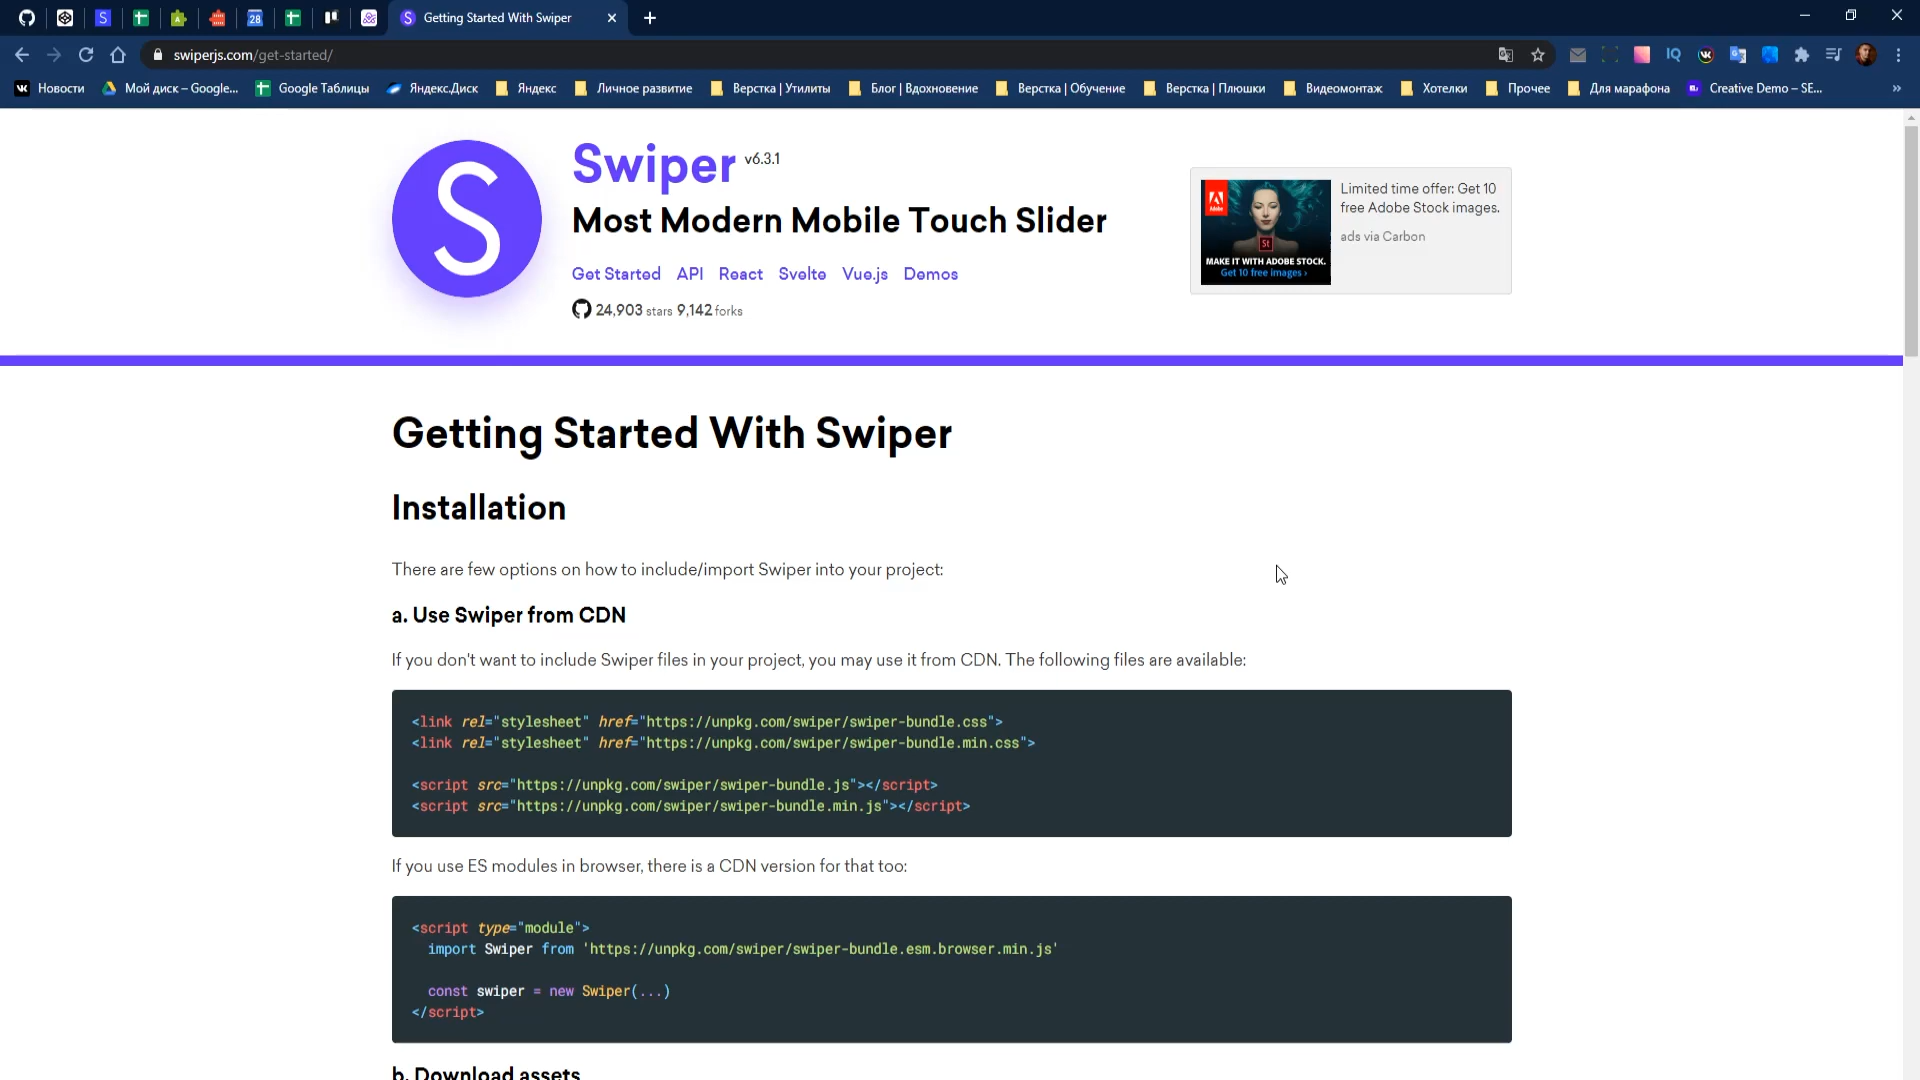 Getting Started With Swiper
swiperjs.com/get-started/
Новости
Мой диск – Google...
Google Таблицы
Яндекс.Диск
Яндекс
Личное развитие
Верстка | Утилиты
Блог | Вдохновение
Верстка | Обучение
Верстка | Плюшки
Видеомонтаж
Хотелки
Прочее
Для марафона
Creative Demo – SE...
»
S
Swiper v6.3.1
Most Modern Mobile Touch Slider
Get Started API React Svelte Vue.js Demos
24,903 stars 9,142 forks
Adobe
St
MAKE IT WITH ADOBE STOCK.
Get 10 free images ›
Limited time offer: Get 10
free Adobe Stock images.
ads via Carbon
Getting Started With Swiper
Installation
There are few options on how to include/import Swiper into your project:
a. Use Swiper from CDN
If you don't want to include Swiper files in your project, you may use it from CDN. The following files are available:
<link rel="stylesheet" href="https://unpkg.com/swiper/swiper-bundle.css">
<link rel="stylesheet" href="https://unpkg.com/swiper/swiper-bundle.min.css">
<script src="https://unpkg.com/swiper/swiper-bundle.js"></script>
<script src="https://unpkg.com/swiper/swiper-bundle.min.js"></script>
If you use ES modules in browser, there is a CDN version for that too:
<script type="module">
import Swiper from 'https://unpkg.com/swiper/swiper-bundle.esm.browser.min.js'
const swiper = new Swiper(...)
</script>
b. Download assets